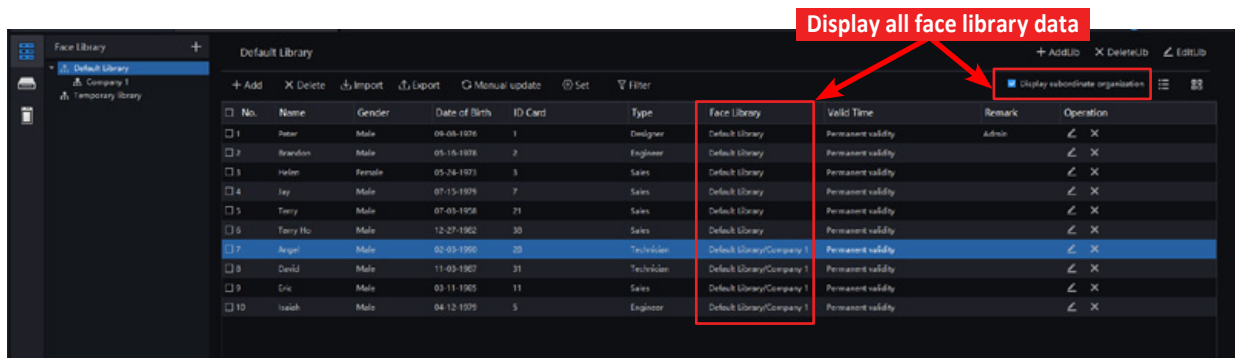 Display all face library data
Face Library +
Default Library
Company 1
Temporary library
Default Library
+ AddLib X DeleteLib EditLib
+ Add X Delete Import Export Manual update Set Filter
Display subordinate organization
No. Name Gender Date of Birth ID Card Type Face Library Valid Time Remark Operation
1 Peter Male 09-08-1976 1 Designer Default Library Permanent validity Admin
2 Brandon Male 05-16-1978 2 Engineer Default Library Permanent validity
3 Helen Female 05-24-1973 3 Sales Default Library Permanent validity
4 Jay Male 07-15-1979 7 Sales Default Library Permanent validity
5 Terry Male 07-03-1958 21 Sales Default Library Permanent validity
6 Terry Ho Male 12-27-1982 38 Sales Default Library Permanent validity
7 Angel Male 02-03-1990 28 Technician Default Library/Company 1 Permanent validity
8 David Male 11-03-1987 31 Technician Default Library/Company 1 Permanent validity
9 Eric Male 03-11-1985 11 Sales Default Library/Company 1 Permanent validity
10 Isaiah Male 04-12-1979 5 Engineer Default Library/Company 1 Permanent validity